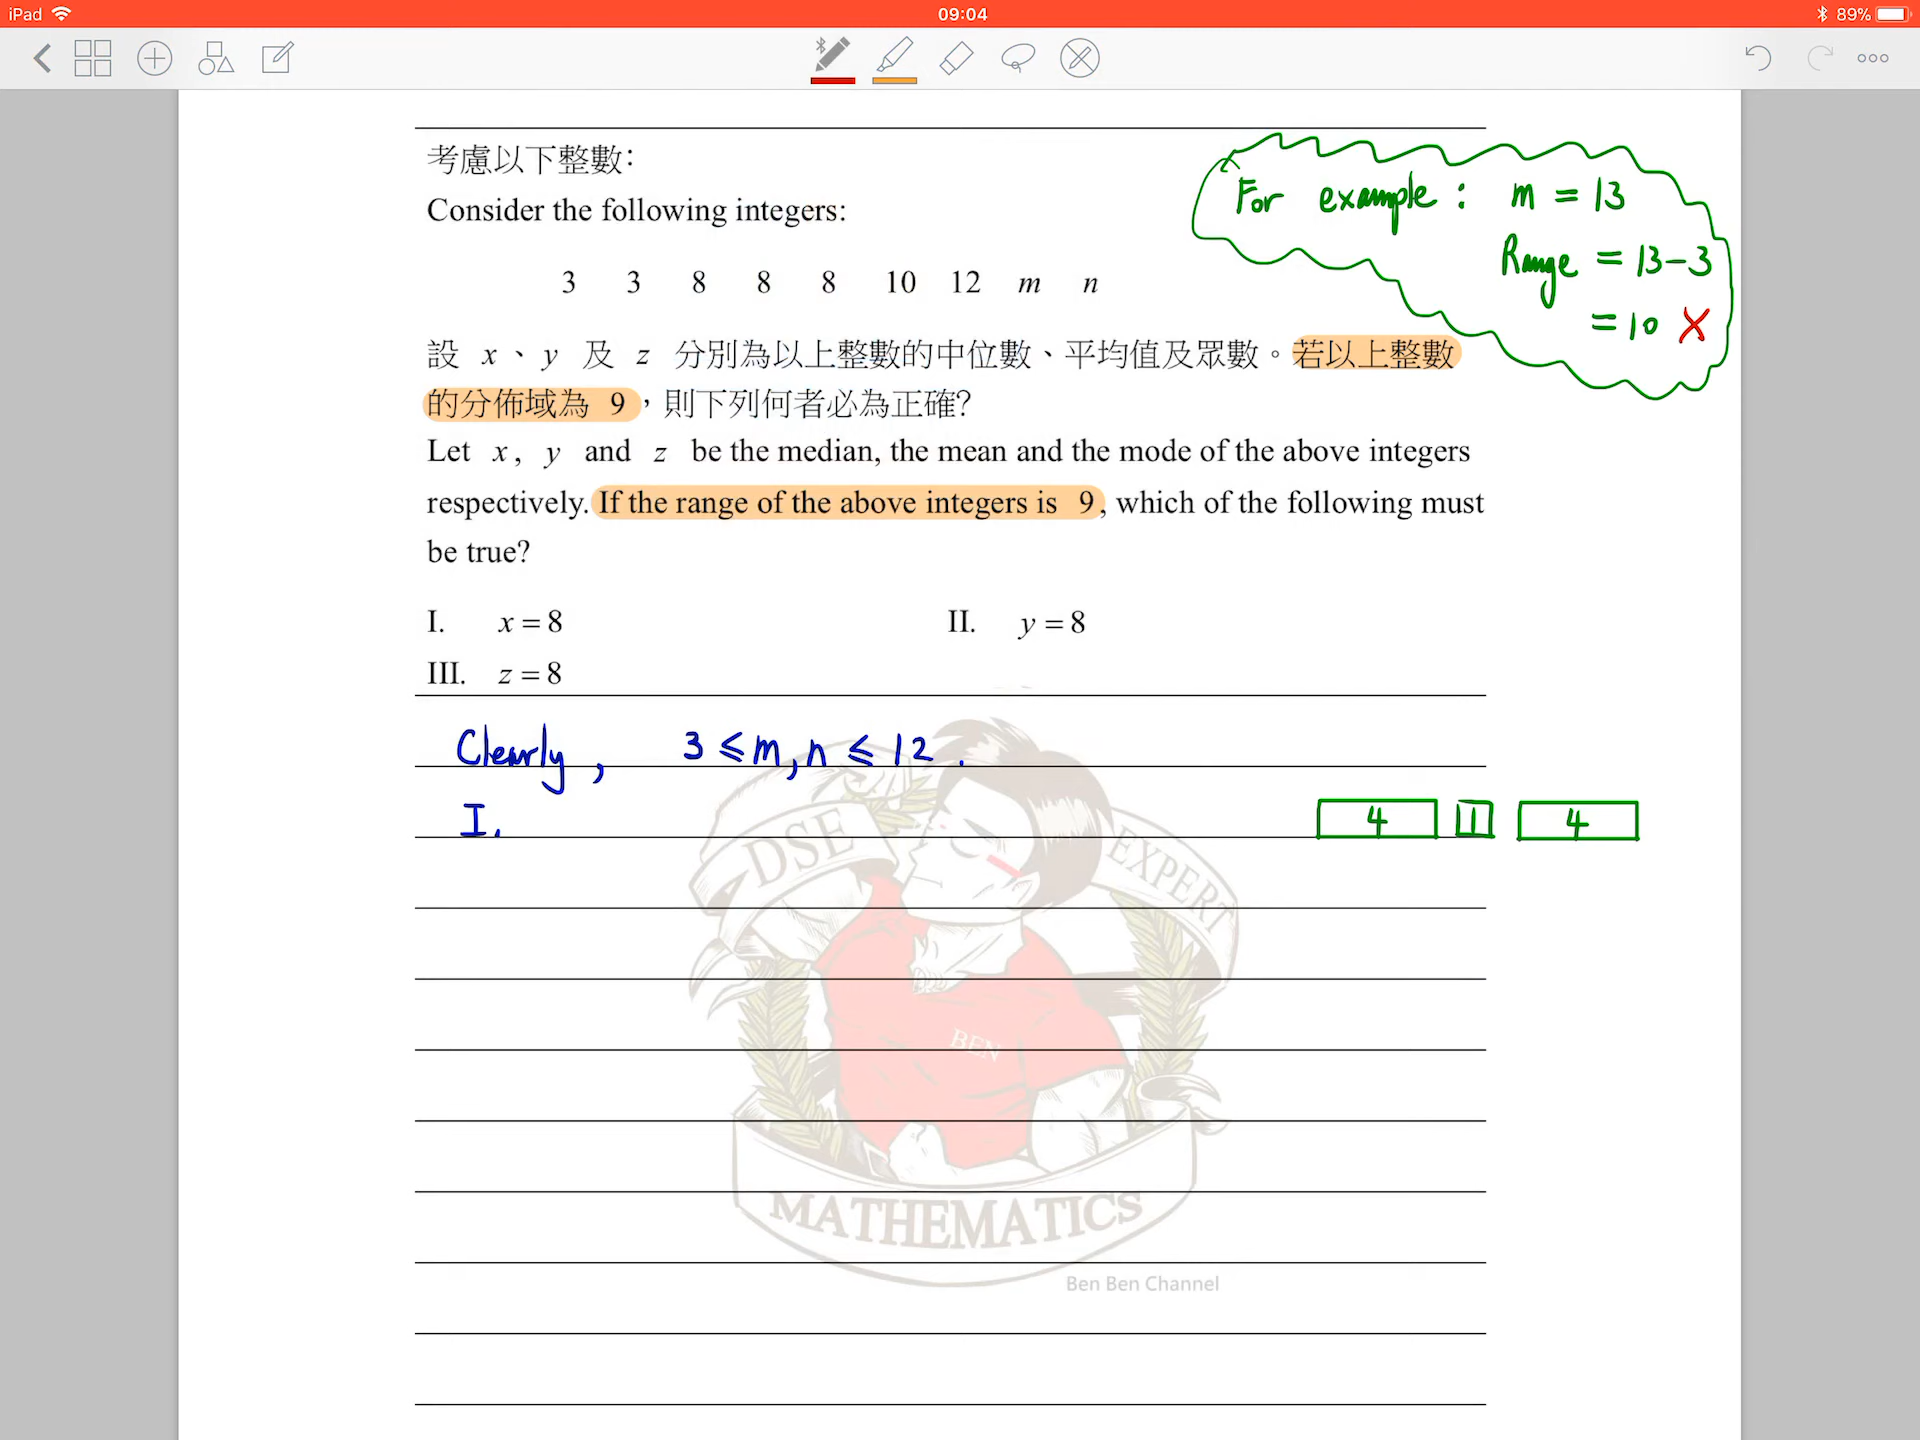 iPad 09:04 89%
考慮以下整數：
Consider the following integers:
3 3 8 8 8 10 12 m n
For example : m = 13
Range = 13-3
= 10 X
設 x、y 及 z 分別為以上整數的中位數、平均值及眾數。若以上整數
的分佈域為 9，則下列何者必為正確?
Let x, y and z be the median, the mean and the mode of the above integers
respectively. If the range of the above integers is 9, which of the following must
be true?
I. x = 8 II. y = 8
III. z = 8
Clearly, 3 ≤ m, n ≤ 12.
I. 4 1 4
DSE EXPERT
BEN
MATHEMATICS
Ben Ben Channel